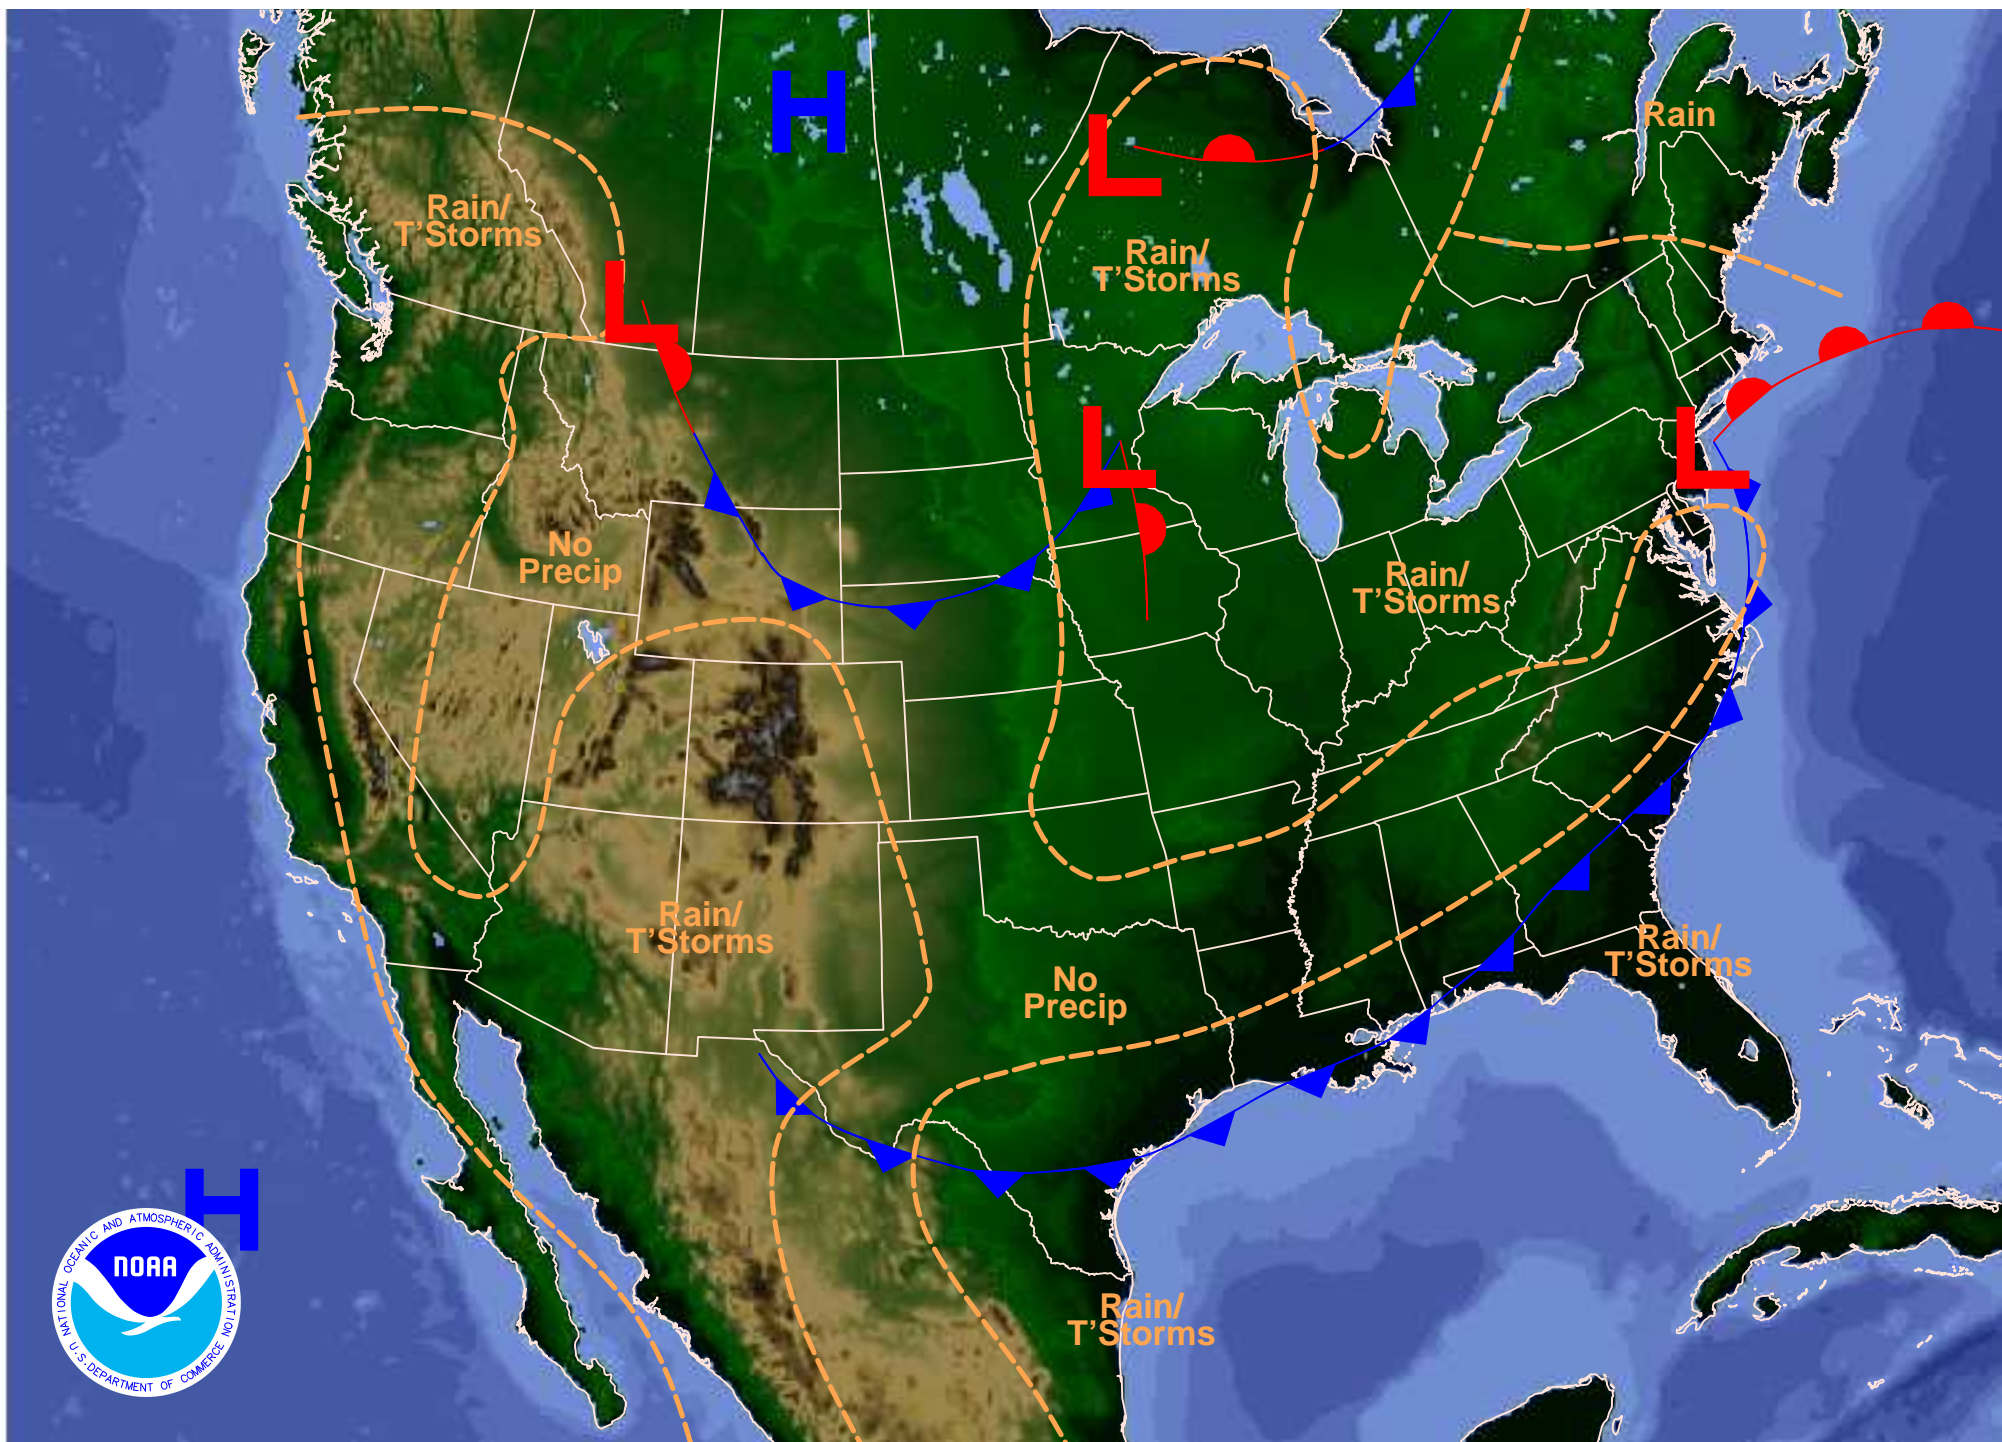 H
L
Rain
Rain/
T'Storms
Rain/
T'Storms
L
L
L
No
Precip
Rain/
T'Storms
Rain/
T'Storms
Rain/
T'Storms
No
Precip
H
NATIONAL OCEANIC AND ATMOSPHERIC ADMINISTRATION
NOAA
U.S. DEPARTMENT OF COMMERCE
Rain/
T'Storms